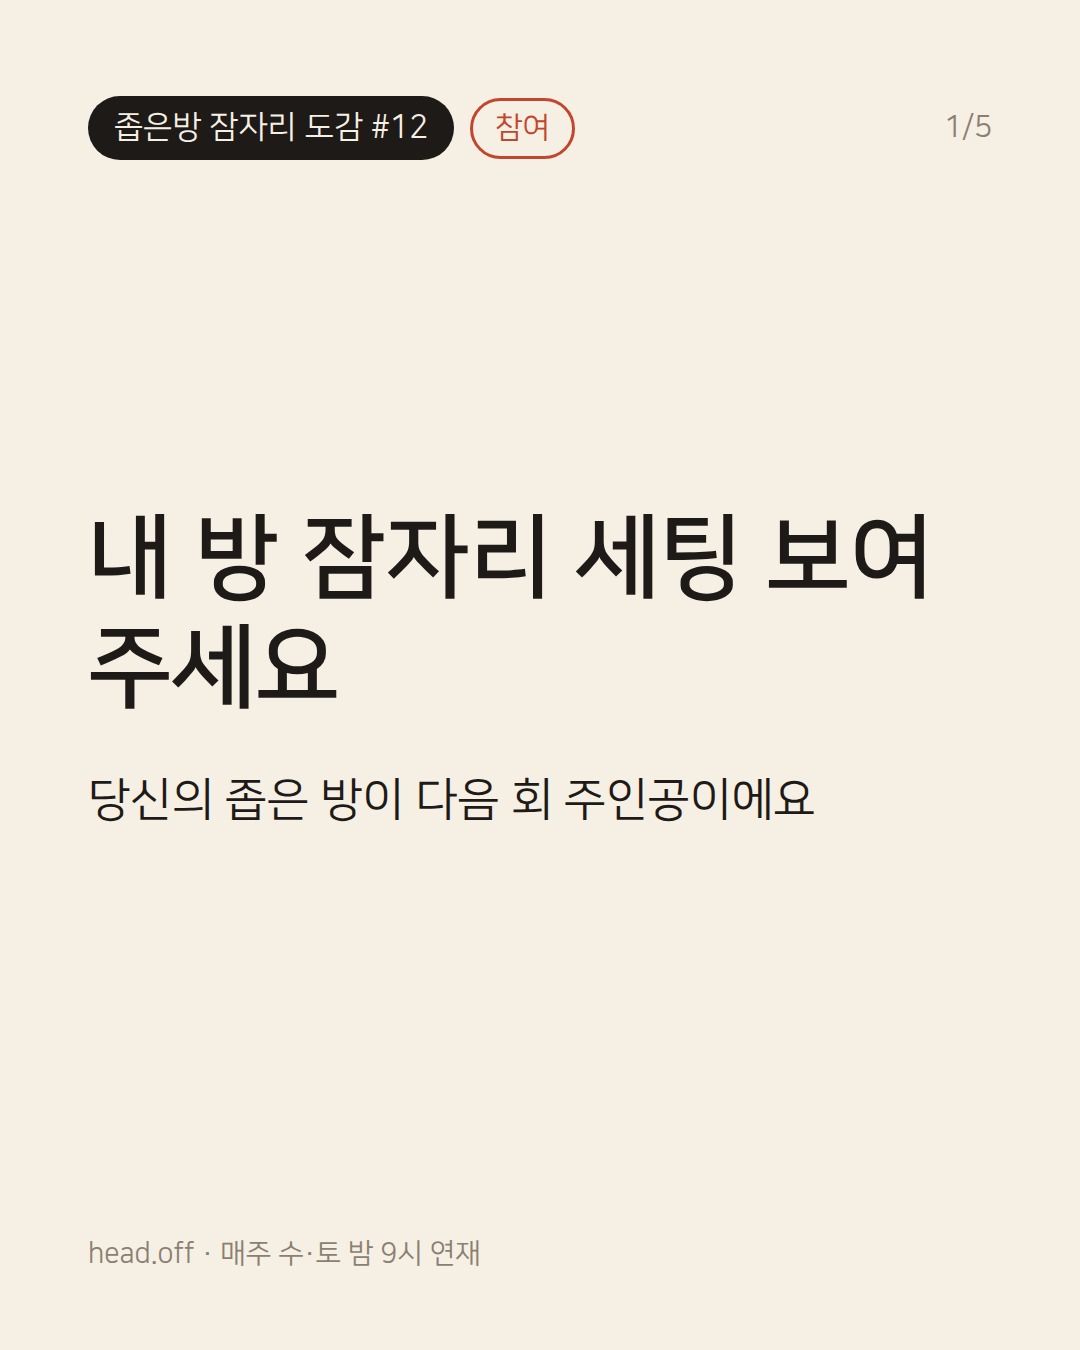 좁은방 잠자리 도감 #12
참여
1/5
내 방 잠자리 세팅 보여
주세요
당신의 좁은 방이 다음 회 주인공이에요
head.off · 매주 수·토 밤 9시 연재